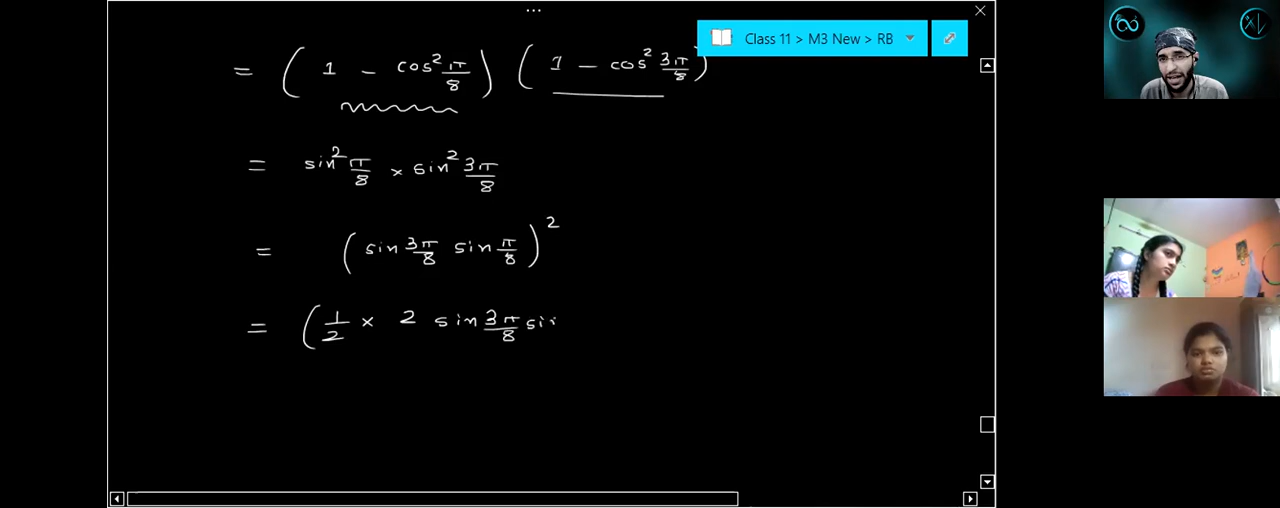 ...
Class 11 > M3 New > RB
= (1 - cos² π/8) (1 - cos² 3π/8)
= sin² π/8 × sin² 3π/8
= (sin 3π/8 sin π/8)²
= (1/2 × 2 sin 3π/8 sin